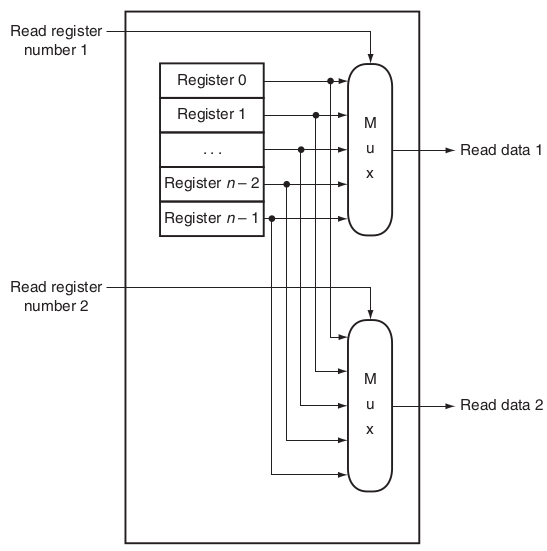 Read register
number 1
Register 0
Register 1
. . .
Register n – 2
Register n – 1
M
u
x
Read data 1
Read register
number 2
M
u
x
Read data 2